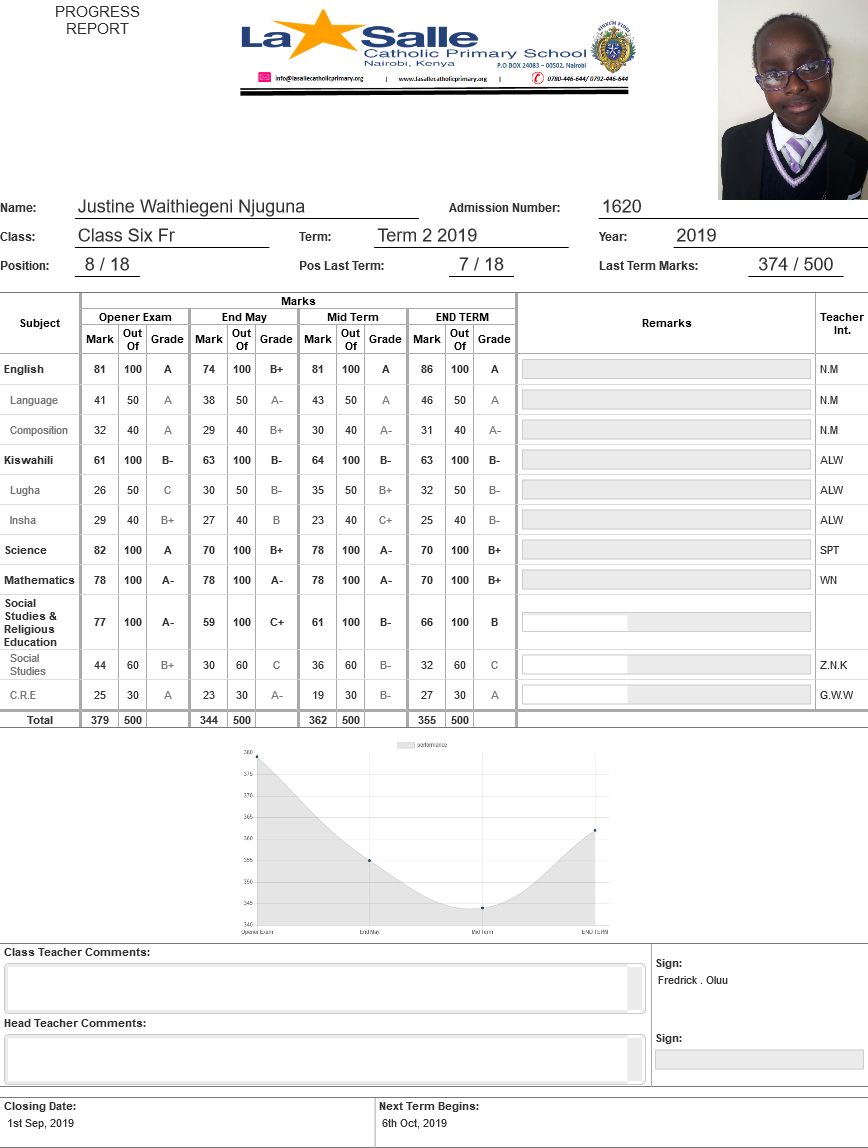 PROGRESS
REPORT
La Salle
Catholic Primary School
Nairobi, Kenya
P.O BOX 24083 – 00502, Nairobi
info@lasallecatholicprimary.org | www.lasallecatholicprimary.org | 0780-446-644/ 0792-446-644
Name: Justine Waithiegeni Njuguna Admission Number: 1620
Class: Class Six Fr Term: Term 2 2019 Year: 2019
Position: 8 / 18 Pos Last Term: 7 / 18 Last Term Marks: 374 / 500
Subject Marks Remarks Teacher Int.
Opener Exam End May Mid Term END TERM
Mark Out Of Grade Mark Out Of Grade Mark Out Of Grade Mark Out Of Grade
English 81 100 A 74 100 B+ 81 100 A 86 100 A N.M
Language 41 50 A 38 50 A- 43 50 A 46 50 A N.M
Composition 32 40 A 29 40 B+ 30 40 A- 31 40 A- N.M
Kiswahili 61 100 B- 63 100 B- 64 100 B- 63 100 B- ALW
Lugha 26 50 C 30 50 B- 35 50 B+ 32 50 B- ALW
Insha 29 40 B+ 27 40 B 23 40 C+ 25 40 B- ALW
Science 82 100 A 70 100 B+ 78 100 A- 70 100 B+ SPT
Mathematics 78 100 A- 78 100 A- 78 100 A- 70 100 B+ WN
Social Studies & Religious Education 77 100 A- 59 100 C+ 61 100 B- 66 100 B
Social Studies 44 60 B+ 30 60 C 36 60 B- 32 60 C Z.N.K
C.R.E 25 30 A 23 30 A- 19 30 B- 27 30 A G.W.W
Total 379 500 344 500 362 500 355 500
performance
380
375
370
365
360
355
350
345
340
Opener Exam End May Mid Term END TERM
Class Teacher Comments:
Sign:
Fredrick . Oluu
Head Teacher Comments:
Sign:
Closing Date: Next Term Begins:
1st Sep, 2019 6th Oct, 2019